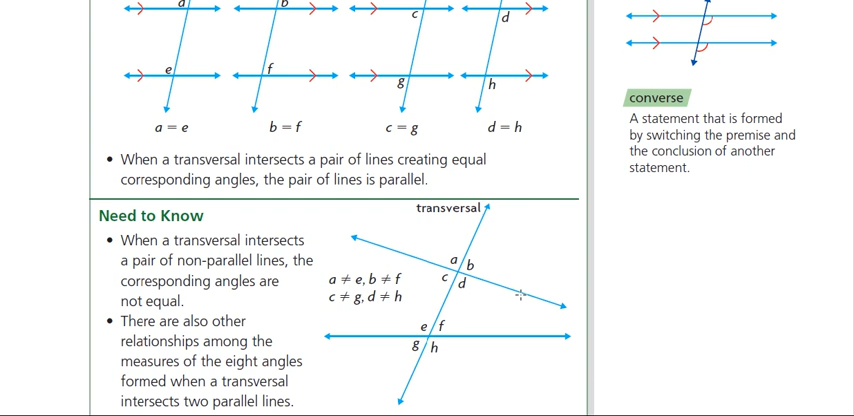 a b c d
e f g h
a = e b = f c = g d = h
• When a transversal intersects a pair of lines creating equal
corresponding angles, the pair of lines is parallel.
Need to Know
• When a transversal intersects
a pair of non-parallel lines, the
corresponding angles are
not equal.
• There are also other
relationships among the
measures of the eight angles
formed when a transversal
intersects two parallel lines.
transversal
a b
c d
a ≠ e, b ≠ f
c ≠ g, d ≠ h
e f
g h
converse
A statement that is formed
by switching the premise and
the conclusion of another
statement.